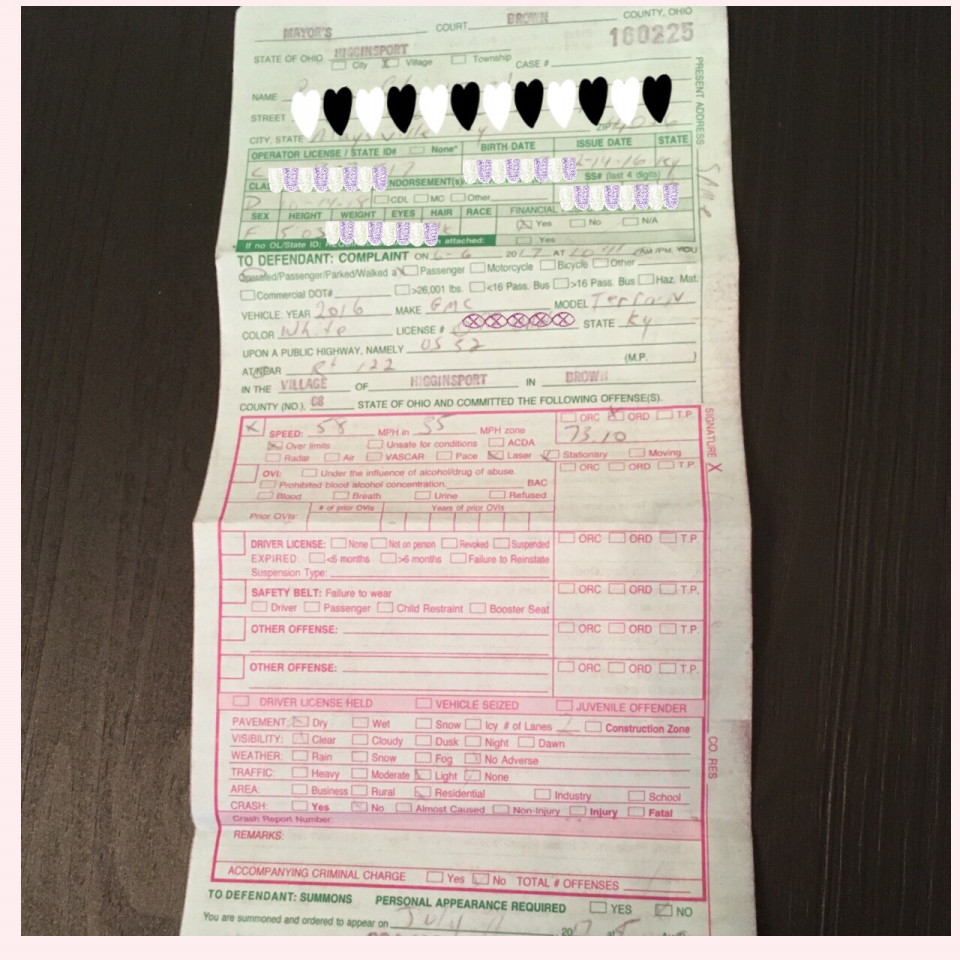 MAYOR'S COURT, BROWN COUNTY, OHIO
160225
STATE OF OHIO HIGGINSPORT
City X Village Township CASE #
NAME
STREET
CITY, STATE ZIP
PRESENT ADDRESS
Same
OPERATOR LICENSE / STATE ID# None* BIRTH DATE ISSUE DATE STATE
Ky
SS# (last 4 digits)
ENDORSEMENT(s)
D CDL MC Other
SEX HEIGHT WEIGHT EYES HAIR RACE FINANCIAL
F Yes No N/A
If no OL/State ID; attached: Yes
TO DEFENDANT: COMPLAINT ON 6-6 2017 AT (AM/PM, YOU
Operated/Passenger/Parked/Walked a Passenger Motorcycle Bicycle Other
Commercial DOT# >26,001 lbs. <16 Pass. Bus >16 Pass. Bus Haz. Mat.
VEHICLE: YEAR 2016 MAKE GMC MODEL Terrain
COLOR White LICENSE # STATE Ky
UPON A PUBLIC HIGHWAY, NAMELY US 52
AT/NEAR Rt 122 (M.P. )
IN THE VILLAGE OF HIGGINSPORT IN BROWN
COUNTY (NO.), 08 STATE OF OHIO AND COMMITTED THE FOLLOWING OFFENSE(S).
X SPEED: 58 MPH in 35 MPH zone ORC X ORD T.P.
73.10
Over limits Unsafe for conditions ACDA
Radar Air VASCAR Pace Laser Stationary Moving
SIGNATURE X
OVI: Under the influence of alcohol/drug of abuse. ORC ORD T.P.
Prohibited blood alcohol concentration. BAC
Blood Breath Urine Refused
Prior OVIs: # of prior OVIs Years of prior OVIs
DRIVER LICENSE: None Not on person Revoked Suspended ORC ORD T.P.
EXPIRED: <6 months >6 months Failure to Reinstate
Suspension Type:
SAFETY BELT: Failure to wear ORC ORD T.P.
Driver Passenger Child Restraint Booster Seat
OTHER OFFENSE: ORC ORD T.P.
OTHER OFFENSE: ORC ORD T.P.
DRIVER LICENSE HELD VEHICLE SEIZED JUVENILE OFFENDER
PAVEMENT: Dry Wet Snow Icy # of Lanes 2 Construction Zone
VISIBILITY: Clear Cloudy Dusk Night Dawn
WEATHER: Rain Snow Fog No Adverse
TRAFFIC: Heavy Moderate Light None
AREA: Business Rural Residential Industry School
CRASH: Yes No Almost Caused Non-Injury Injury Fatal
CO RES
Crash Report Number:
REMARKS:
ACCOMPANYING CRIMINAL CHARGE Yes No TOTAL # OFFENSES
TO DEFENDANT: SUMMONS PERSONAL APPEARANCE REQUIRED YES NO
You are summoned and ordered to appear on July 11, 2017 at